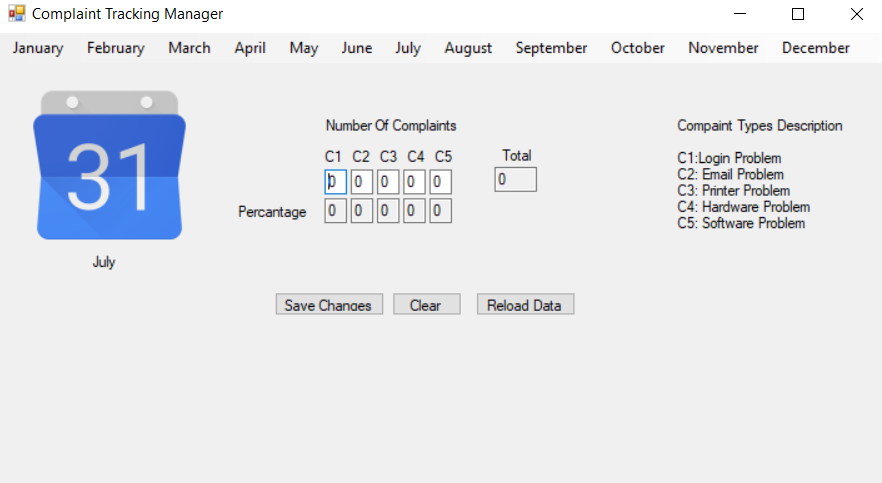 Complaint Tracking Manager
January February March April May June July August September October November December
31
July
Number Of Complaints
C1 C2 C3 C4 C5
0 0 0 0 0
Percantage 0 0 0 0 0
Total
0
Compaint Types Description
C1:Login Problem
C2: Email Problem
C3: Printer Problem
C4: Hardware Problem
C5: Software Problem
Save Changes Clear Reload Data